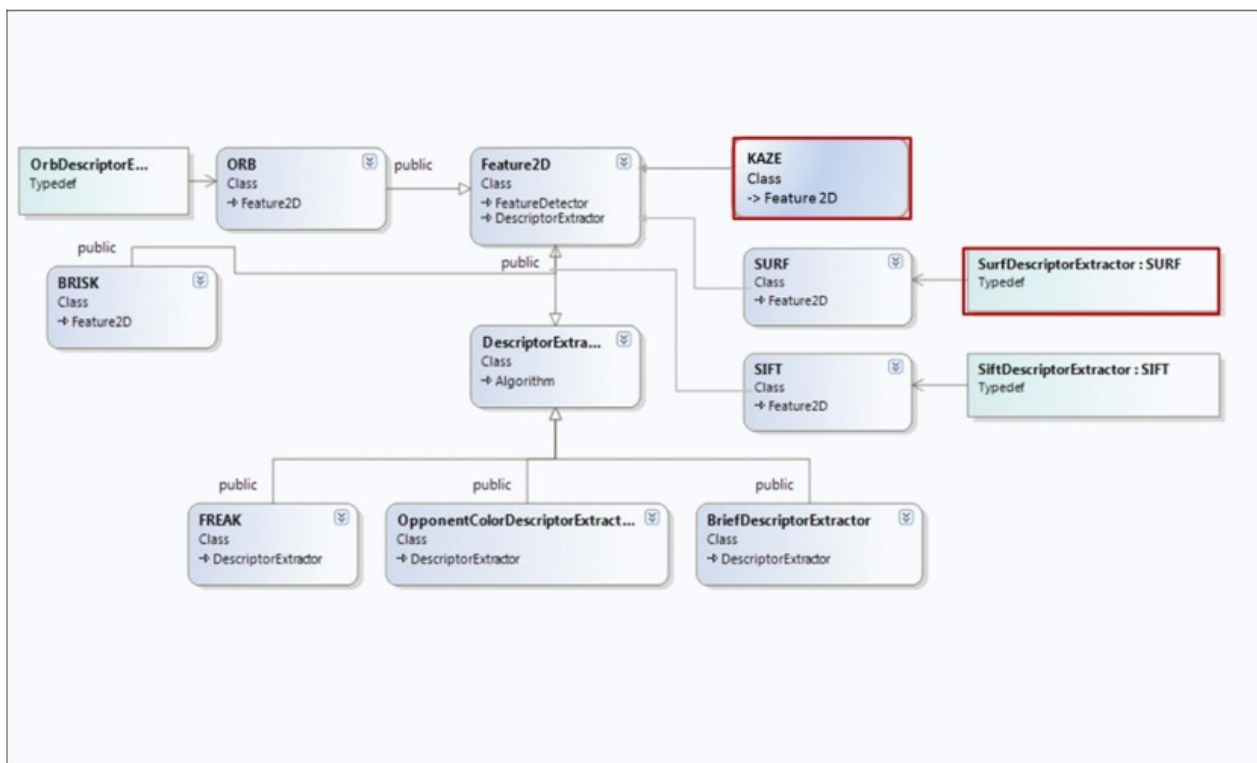 OrbDescriptorE...
Typedef
ORB
Class
Feature2D
public
Feature2D
Class
FeatureDetector
DescriptorExtractor
KAZE
Class
-> Feature 2D
public
BRISK
Class
Feature2D
public
SURF
Class
Feature2D
SurfDescriptorExtractor : SURF
Typedef
DescriptorExtra...
Class
Algorithm
SIFT
Class
Feature2D
SiftDescriptorExtractor : SIFT
Typedef
public
public
public
FREAK
Class
DescriptorExtractor
OpponentColorDescriptorExtract...
Class
DescriptorExtractor
BriefDescriptorExtractor
Class
DescriptorExtractor